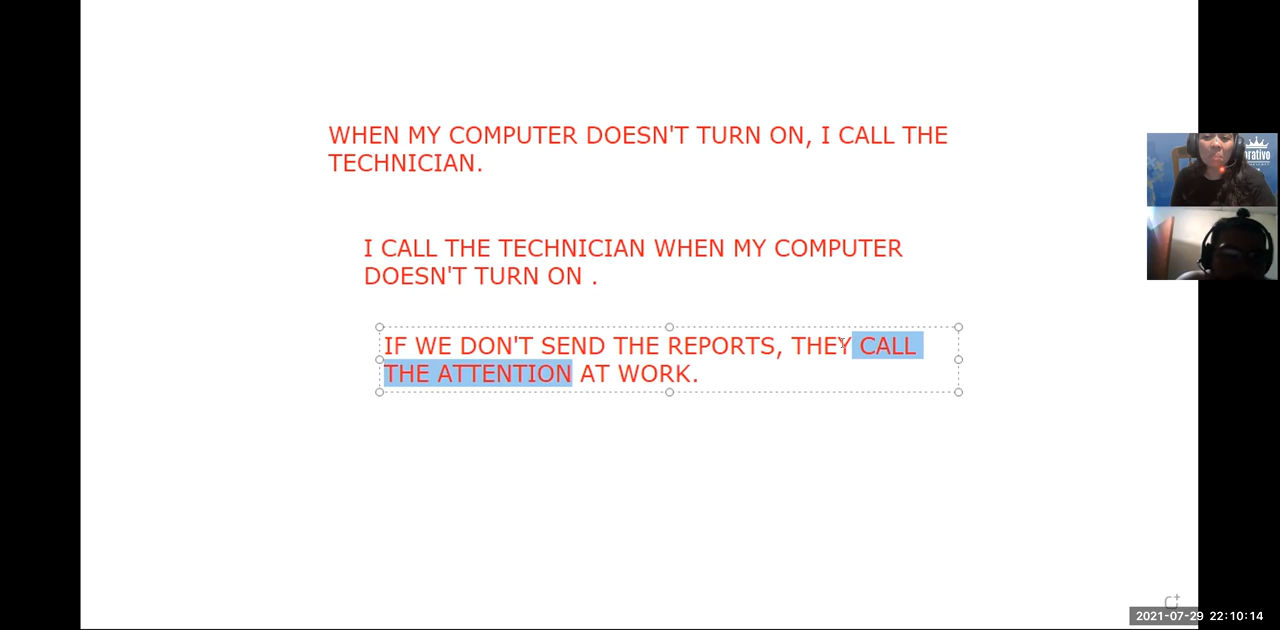 WHEN MY COMPUTER DOESN'T TURN ON, I CALL THE
TECHNICIAN.
I CALL THE TECHNICIAN WHEN MY COMPUTER
DOESN'T TURN ON .
IF WE DON'T SEND THE REPORTS, THEY CALL
THE ATTENTION AT WORK.
orativo
2021-07-29 22:10:14